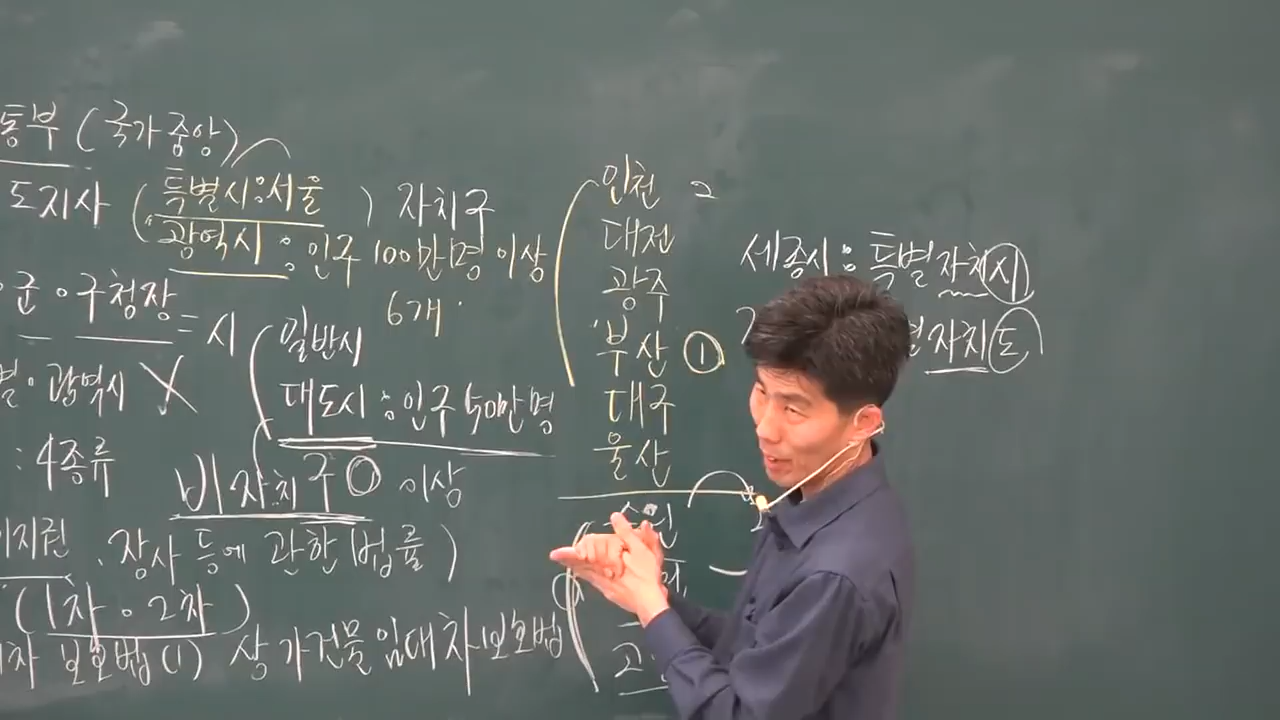 통부 (국가중앙)
도지사 (특별시:서울) 자치구
광역시 : 인구 100만명 이상
6개
군·구청장 = 시
일반시
대도시 : 인구 50만명
이상
별·광역시 X
: 4종류
비자치구 O
장사 등에 관한 법률)
(1차·2차)
차 보호법(1) 상가건물임대차보호법
인천 2
대전
광주
부산 ①
대구
울산
세종시 : 특별자치시
별자치도